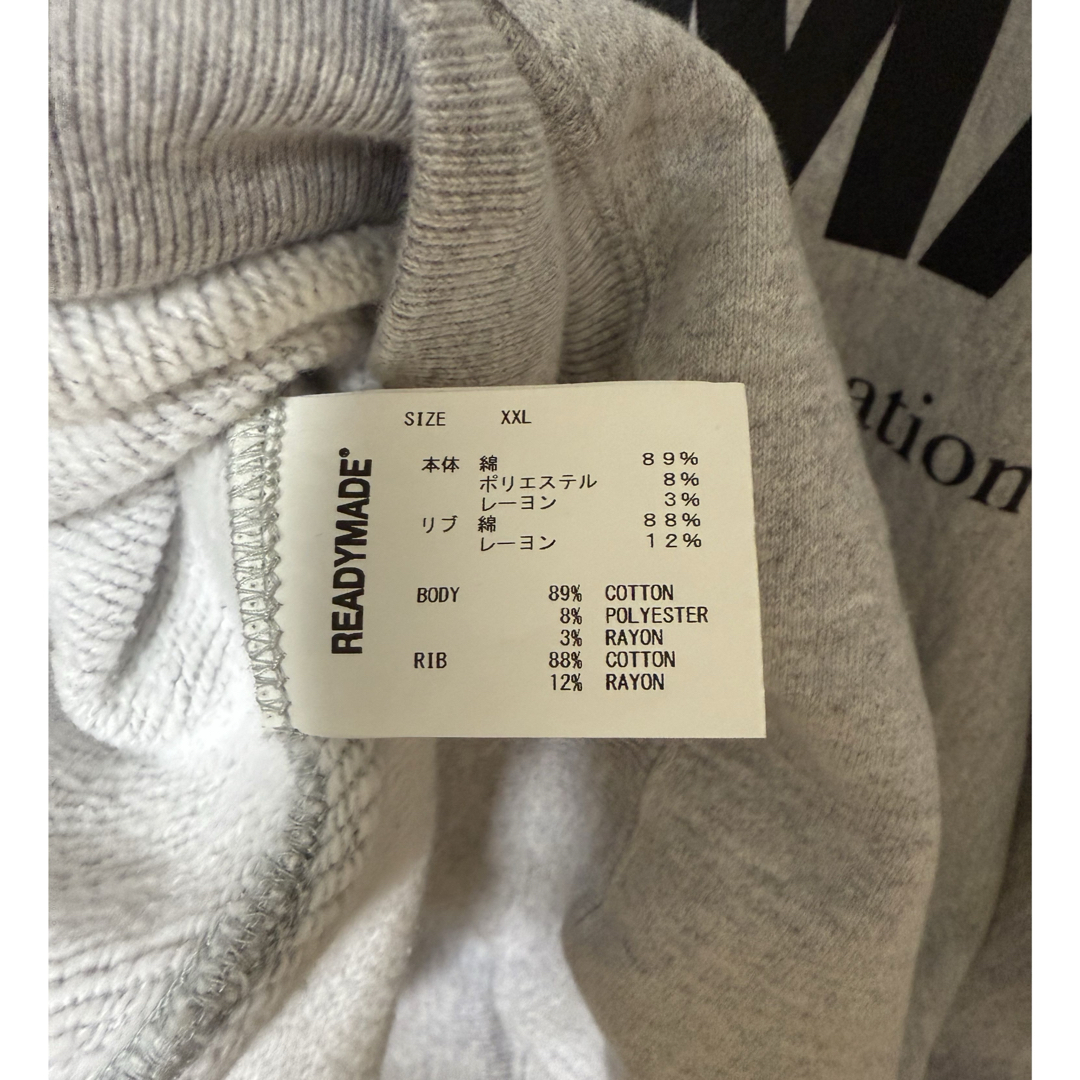 SIZE XXL
READYMADE
本体 綿 89%
ポリエステル 8%
レーヨン 3%
リブ 綿 88%
レーヨン 12%
BODY 89% COTTON
8% POLYESTER
3% RAYON
RIB 88% COTTON
12% RAYON